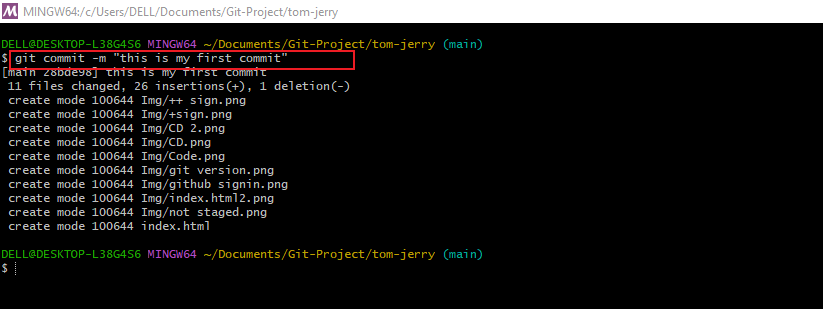 MINGW64:/c/Users/DELL/Documents/Git-Project/tom-jerry
DELL@DESKTOP-L38G4S6 MINGW64 ~/Documents/Git-Project/tom-jerry (main)
$ git commit -m "this is my first commit"
[main 28bde98] this is my first commit
11 files changed, 26 insertions(+), 1 deletion(-)
create mode 100644 Img/++ sign.png
create mode 100644 Img/+sign.png
create mode 100644 Img/CD 2.png
create mode 100644 Img/CD.png
create mode 100644 Img/Code.png
create mode 100644 Img/git version.png
create mode 100644 Img/github signin.png
create mode 100644 Img/index.html2.png
create mode 100644 Img/not staged.png
create mode 100644 index.html
DELL@DESKTOP-L38G4S6 MINGW64 ~/Documents/Git-Project/tom-jerry (main)
$